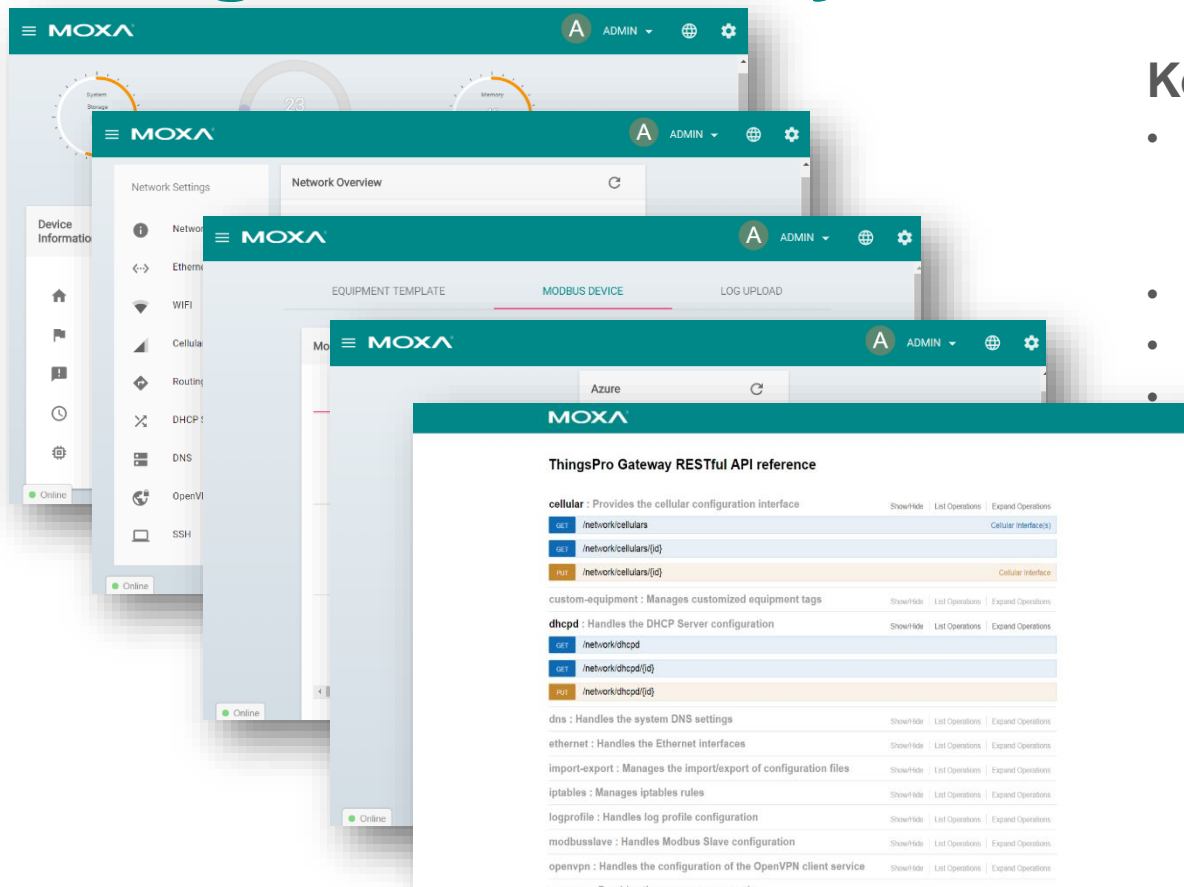 MOXA
A ADMIN
System
Storage
23
Memory
Device
Informatio
Online
MOXA
A ADMIN
Network Settings
Network Overview
Networ
Etherne
WIFI
Cellular
Routing
DHCP S
DNS
OpenVP
SSH
Online
MOXA
A ADMIN
EQUIPMENT TEMPLATE MODBUS DEVICE LOG UPLOAD
Mo
Online
MOXA
A ADMIN
Azure
Online
MOXA
ThingsPro Gateway RESTful API reference
cellular : Provides the cellular configuration interface Show/Hide List Operations Expand Operations
GET /network/cellulars Cellular Interface(s)
GET /network/cellulars/{id}
PUT /network/cellulars/{id} Cellular Interface
custom-equipment : Manages customized equipment tags Show/Hide List Operations Expand Operations
dhcpd : Handles the DHCP Server configuration Show/Hide List Operations Expand Operations
GET /network/dhcpd
GET /network/dhcpd/{id}
PUT /network/dhcpd/{id}
dns : Handles the system DNS settings Show/Hide List Operations Expand Operations
ethernet : Handles the Ethernet interfaces Show/Hide List Operations Expand Operations
import-export : Manages the import/export of configuration files Show/Hide List Operations Expand Operations
iptables : Manages iptables rules Show/Hide List Operations Expand Operations
logprofile : Handles log profile configuration Show/Hide List Operations Expand Operations
modbusslave : Handles Modbus Slave configuration Show/Hide List Operations Expand Operations
openvpn : Handles the configuration of the OpenVPN client service Show/Hide List Operations Expand Operations